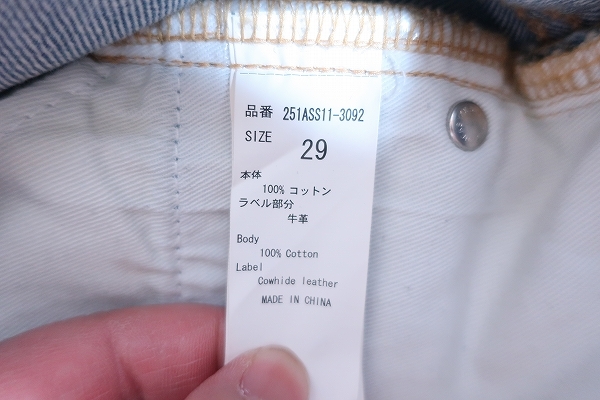 品番 251ASS11-3092
SIZE 29
本体
100% コットン
ラベル部分
牛革
Body
100% Cotton
Label
Cowhide leather
MADE IN CHINA